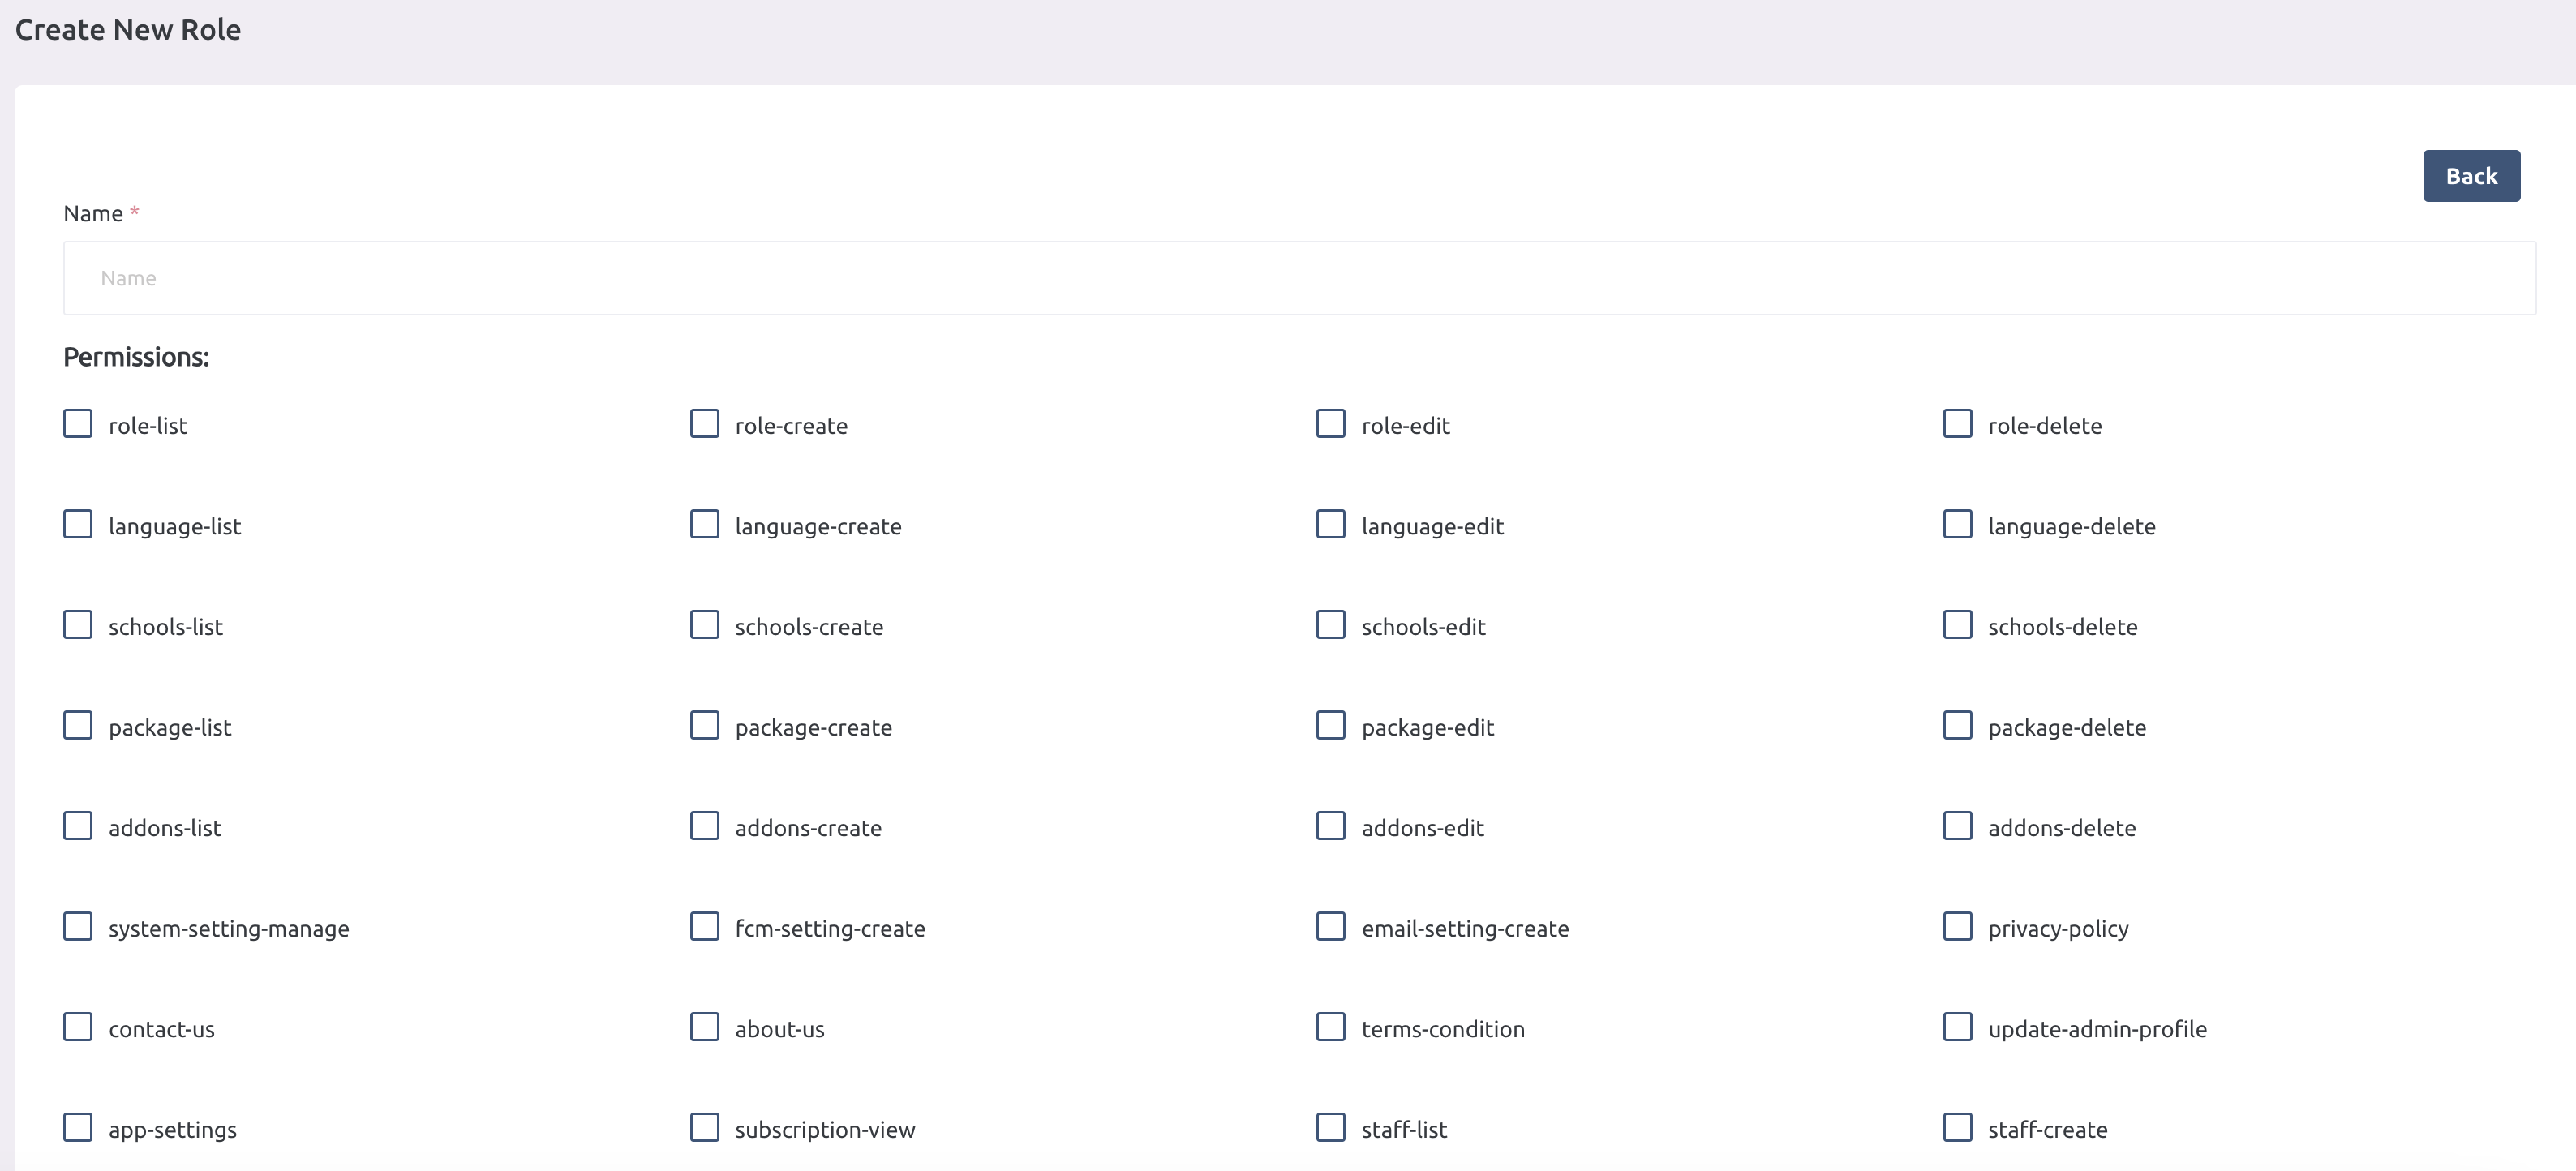 Create New Role
Back
Name *
Name
Permissions:
role-list role-create role-edit role-delete
language-list language-create language-edit language-delete
schools-list schools-create schools-edit schools-delete
package-list package-create package-edit package-delete
addons-list addons-create addons-edit addons-delete
system-setting-manage fcm-setting-create email-setting-create privacy-policy
contact-us about-us terms-condition update-admin-profile
app-settings subscription-view staff-list staff-create